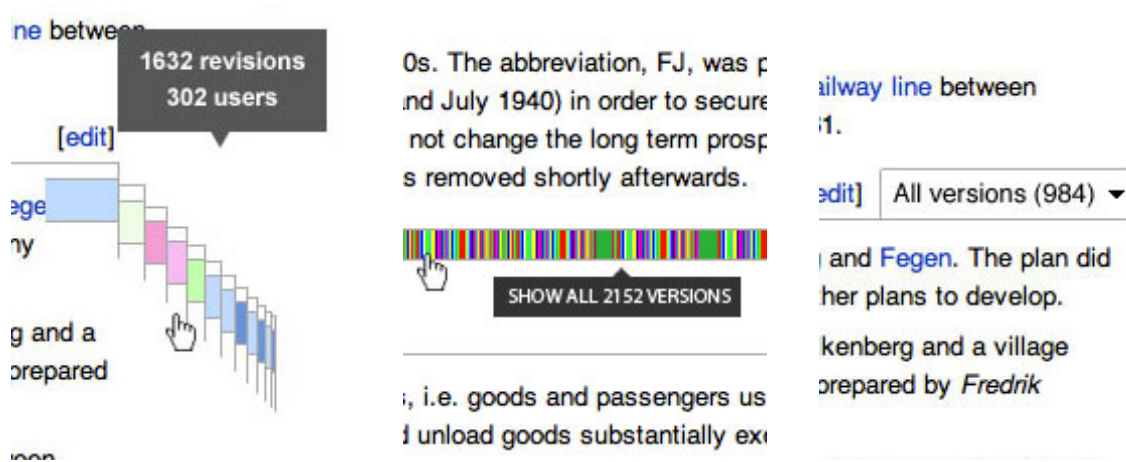 ne between
1632 revisions
302 users
[edit]
ny
g and a
prepared
0s. The abbreviation, FJ, was p
nd July 1940) in order to secure
not change the long term prosp
s removed shortly afterwards.
SHOW ALL 2152 VERSIONS
, i.e. goods and passengers us
d unload goods substantially exc
ailway line between
1.
edit] All versions (984)
and Fegen. The plan did
her plans to develop.
kenberg and a village
prepared by Fredrik